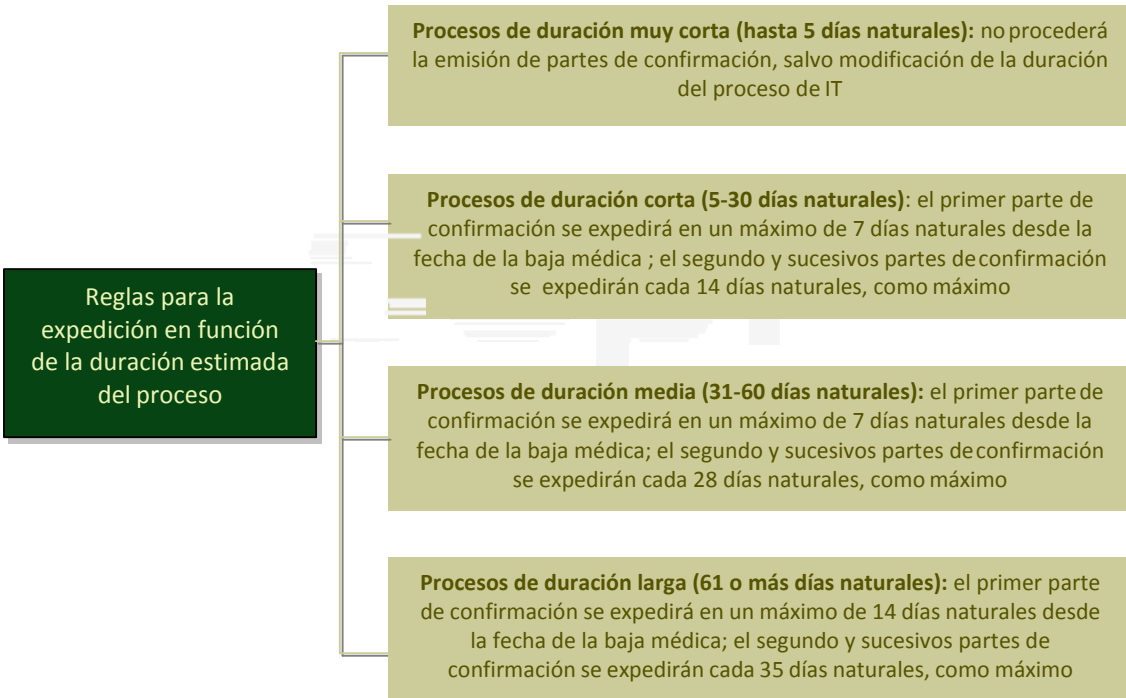 Procesos de duración muy corta (hasta 5 días naturales): no procederá
la emisión de partes de confirmación, salvo modificación de la duración
del proceso de IT
Procesos de duración corta (5-30 días naturales): el primer parte de
confirmación se expedirá en un máximo de 7 días naturales desde la
fecha de la baja médica ; el segundo y sucesivos partes de confirmación
se expedirán cada 14 días naturales, como máximo
Reglas para la
expedición en función
de la duración estimada
del proceso
Procesos de duración media (31-60 días naturales): el primer parte de
confirmación se expedirá en un máximo de 7 días naturales desde la
fecha de la baja médica; el segundo y sucesivos partes de confirmación
se expedirán cada 28 días naturales, como máximo
Procesos de duración larga (61 o más días naturales): el primer parte
de confirmación se expedirá en un máximo de 14 días naturales desde
la fecha de la baja médica; el segundo y sucesivos partes de
confirmación se expedirán cada 35 días naturales, como máximo